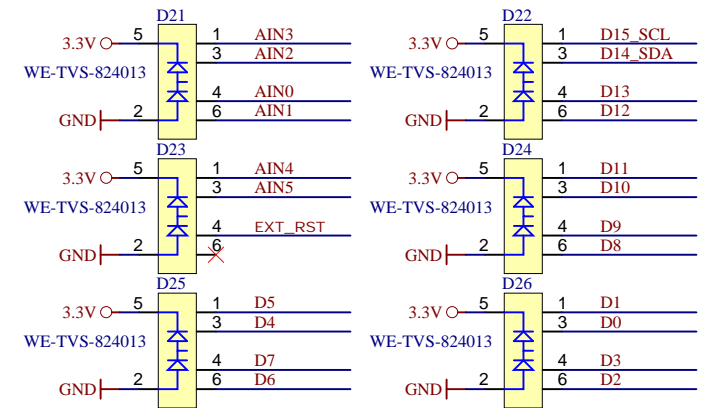 D21
3.3V 5 1 AIN3
3 AIN2
WE-TVS-824013
4 AIN0
GND 2 6 AIN1
D22
3.3V 5 1 D15_SCL
3 D14_SDA
WE-TVS-824013
4 D13
GND 2 6 D12
D23
3.3V 5 1 AIN4
3 AIN5
WE-TVS-824013
4 EXT_RST
GND 2 6
D24
3.3V 5 1 D11
3 D10
WE-TVS-824013
4 D9
GND 2 6 D8
D25
3.3V 5 1 D5
3 D4
WE-TVS-824013
4 D7
GND 2 6 D6
D26
3.3V 5 1 D1
3 D0
WE-TVS-824013
4 D3
GND 2 6 D2